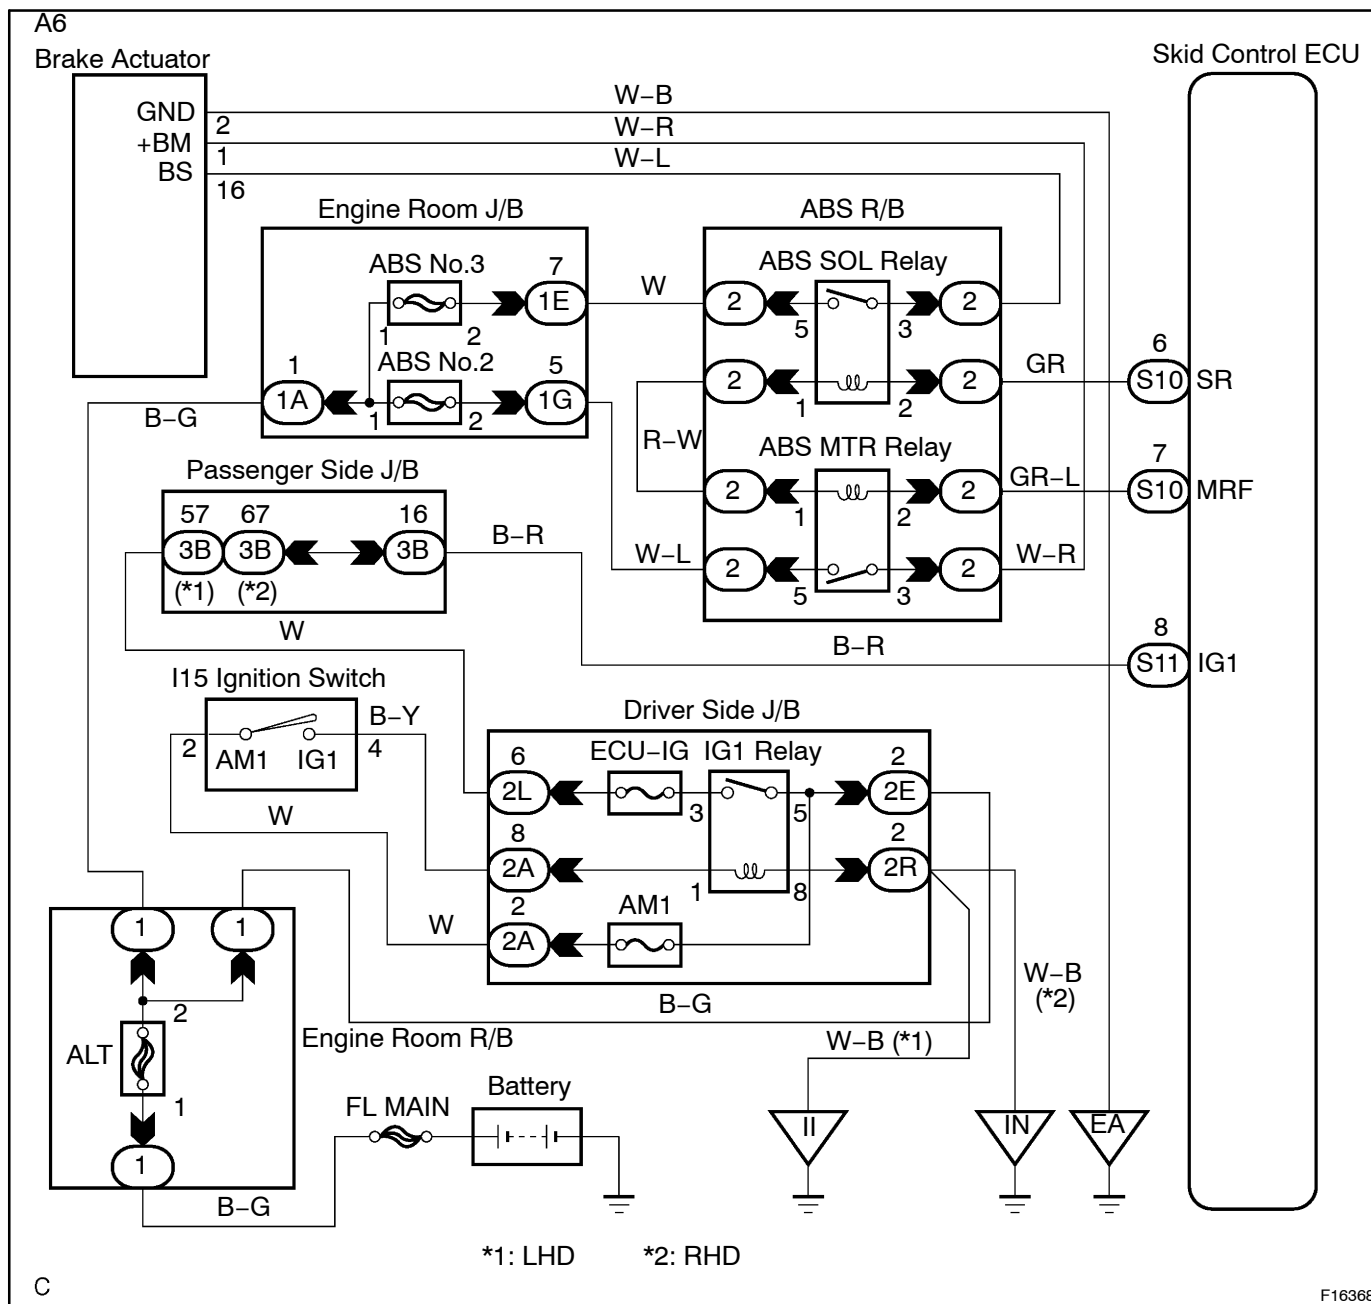 A6
Brake Actuator
Skid Control ECU
GND
2
W–B
+BM
1
W–R
BS
16
W–L
Engine Room J/B
ABS R/B
ABS No.3
7
1E
1
2
W
ABS SOL Relay
2
5
3
2
ABS No.2
1
1A
1
2
5
1G
B–G
2
1
2
2
GR
6
S10
SR
R–W
ABS MTR Relay
2
1
2
2
GR–L
7
S10
MRF
W–L
2
5
3
2
W–R
Passenger Side J/B
57
67
16
3B
3B
3B
(*1)
(*2)
B–R
W
B–R
8
S11
IG1
I15 Ignition Switch
2
AM1
IG1
4
B–Y
W
Driver Side J/B
6
ECU–IG
IG1 Relay
2
2L
3
5
2E
8
2
2A
1
8
2R
2
AM1
W
2A
B–G
W–B
(*2)
W–B (*1)
1
1
2
ALT
1
1
Engine Room R/B
B–G
FL MAIN
Battery
II
IN
EA
*1: LHD
*2: RHD
C
F16368